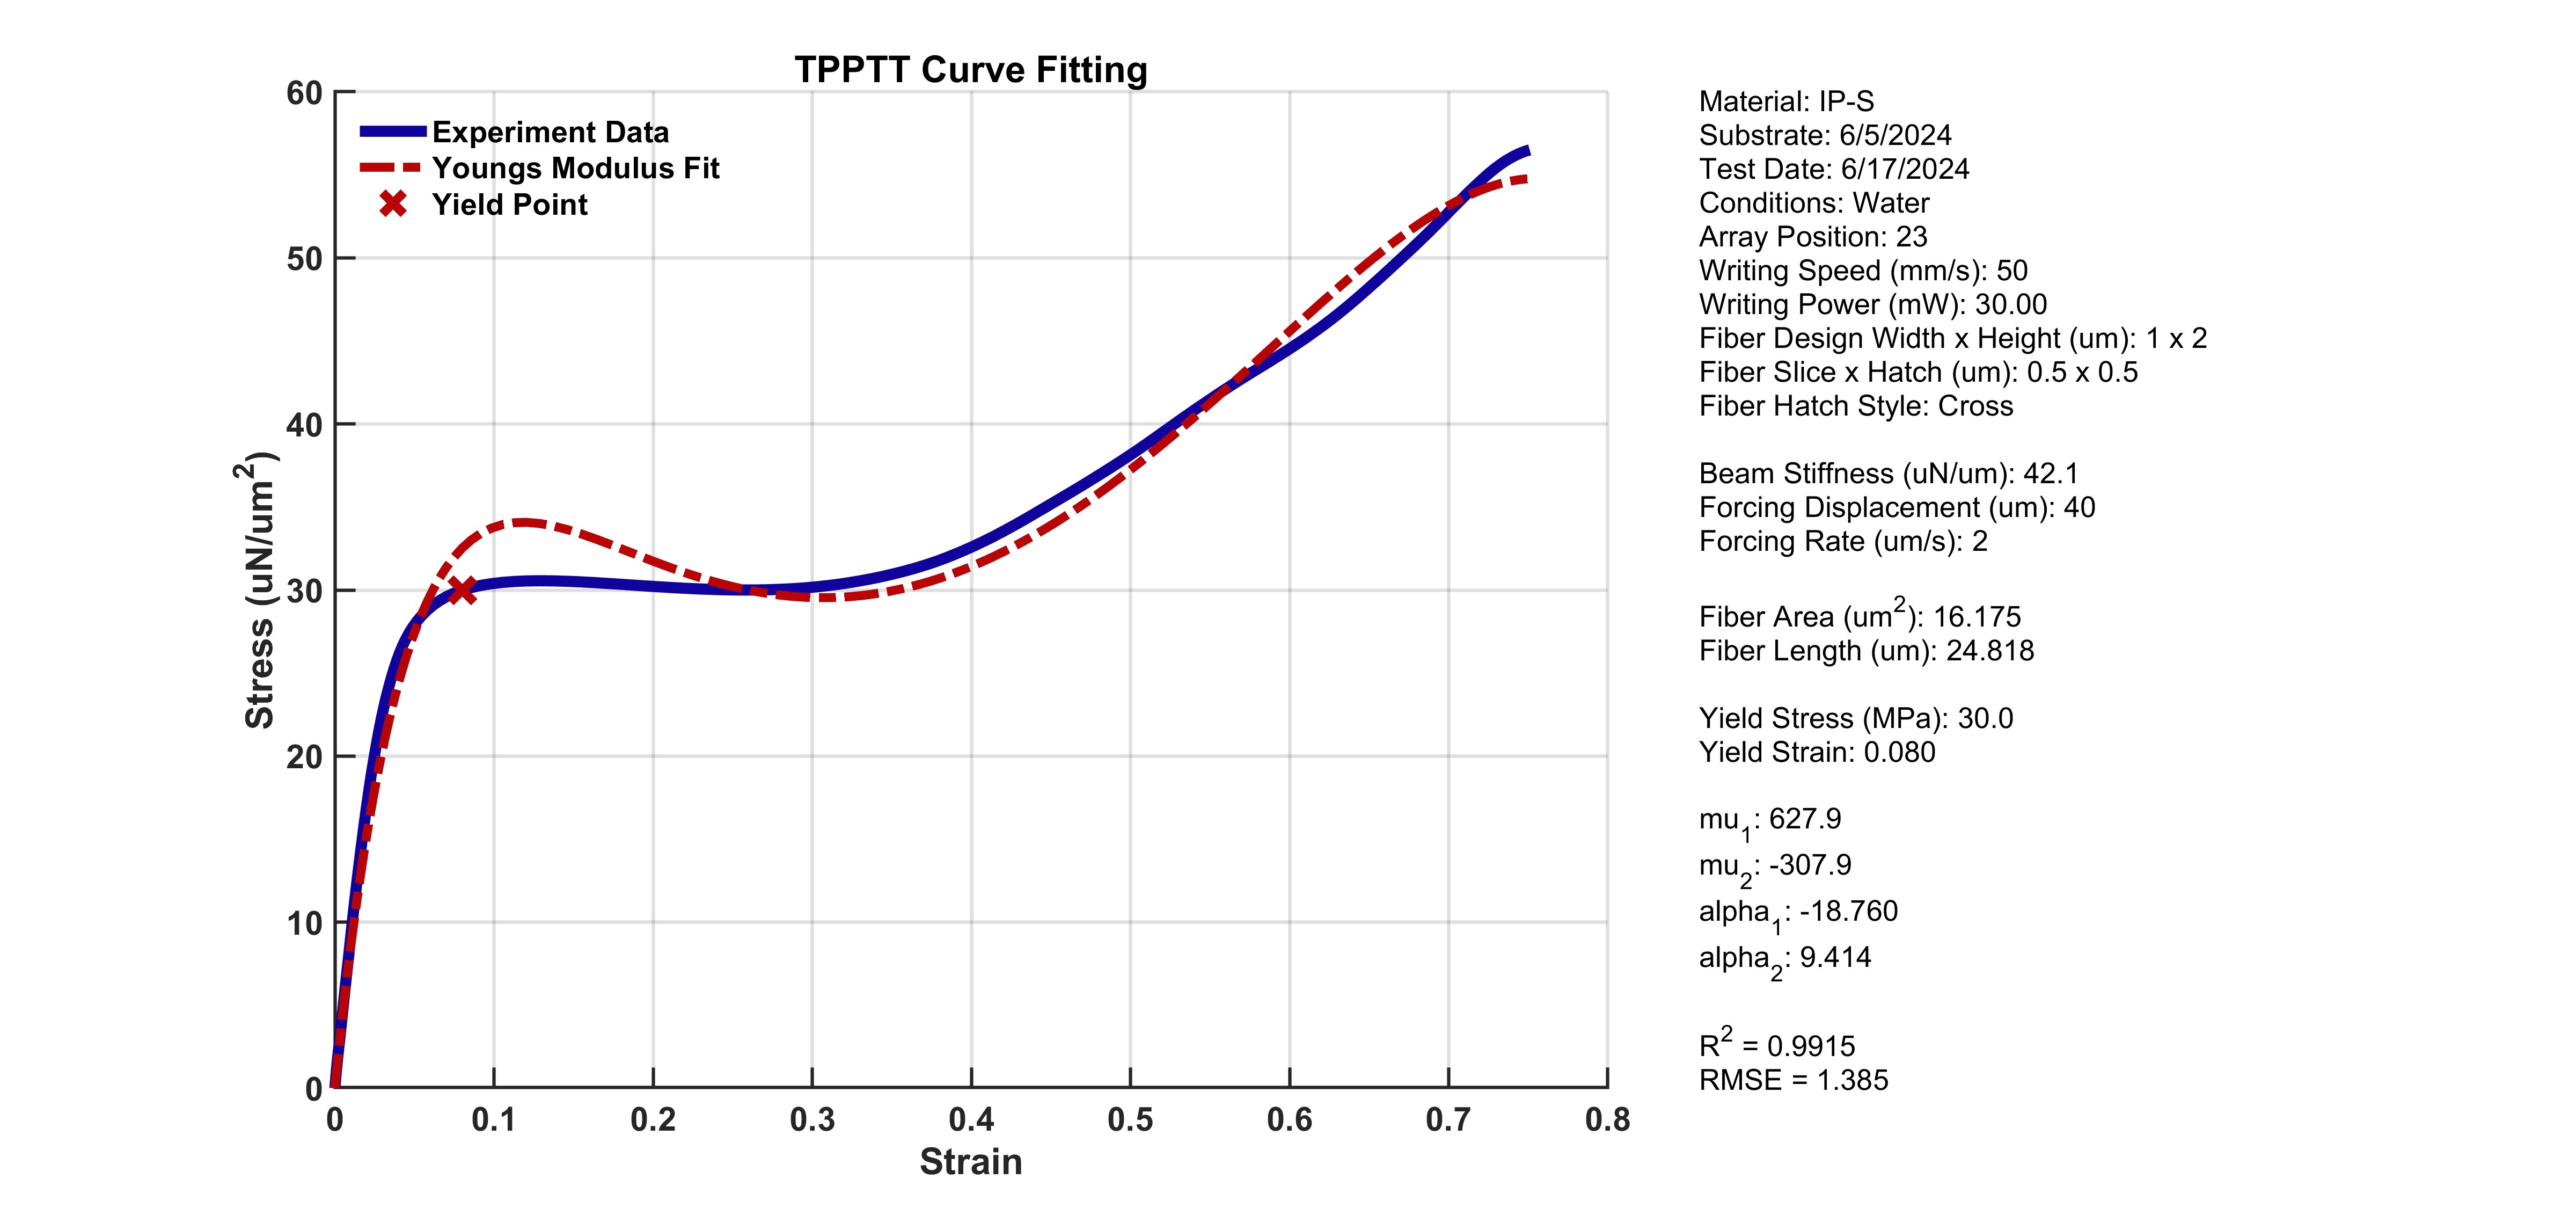 TPPTT Curve Fitting
60
50
40
30
20
10
0
Stress (uN/um²)
Experiment Data
Youngs Modulus Fit
Yield Point
0 0.1 0.2 0.3 0.4 0.5 0.6 0.7 0.8
Strain
Material: IP-S
Substrate: 6/5/2024
Test Date: 6/17/2024
Conditions: Water
Array Position: 23
Writing Speed (mm/s): 50
Writing Power (mW): 30.00
Fiber Design Width x Height (um): 1 x 2
Fiber Slice x Hatch (um): 0.5 x 0.5
Fiber Hatch Style: Cross
Beam Stiffness (uN/um): 42.1
Forcing Displacement (um): 40
Forcing Rate (um/s): 2
Fiber Area (um²): 16.175
Fiber Length (um): 24.818
Yield Stress (MPa): 30.0
Yield Strain: 0.080
mu₁: 627.9
mu₂: -307.9
alpha₁: -18.760
alpha₂: 9.414
R² = 0.9915
RMSE = 1.385